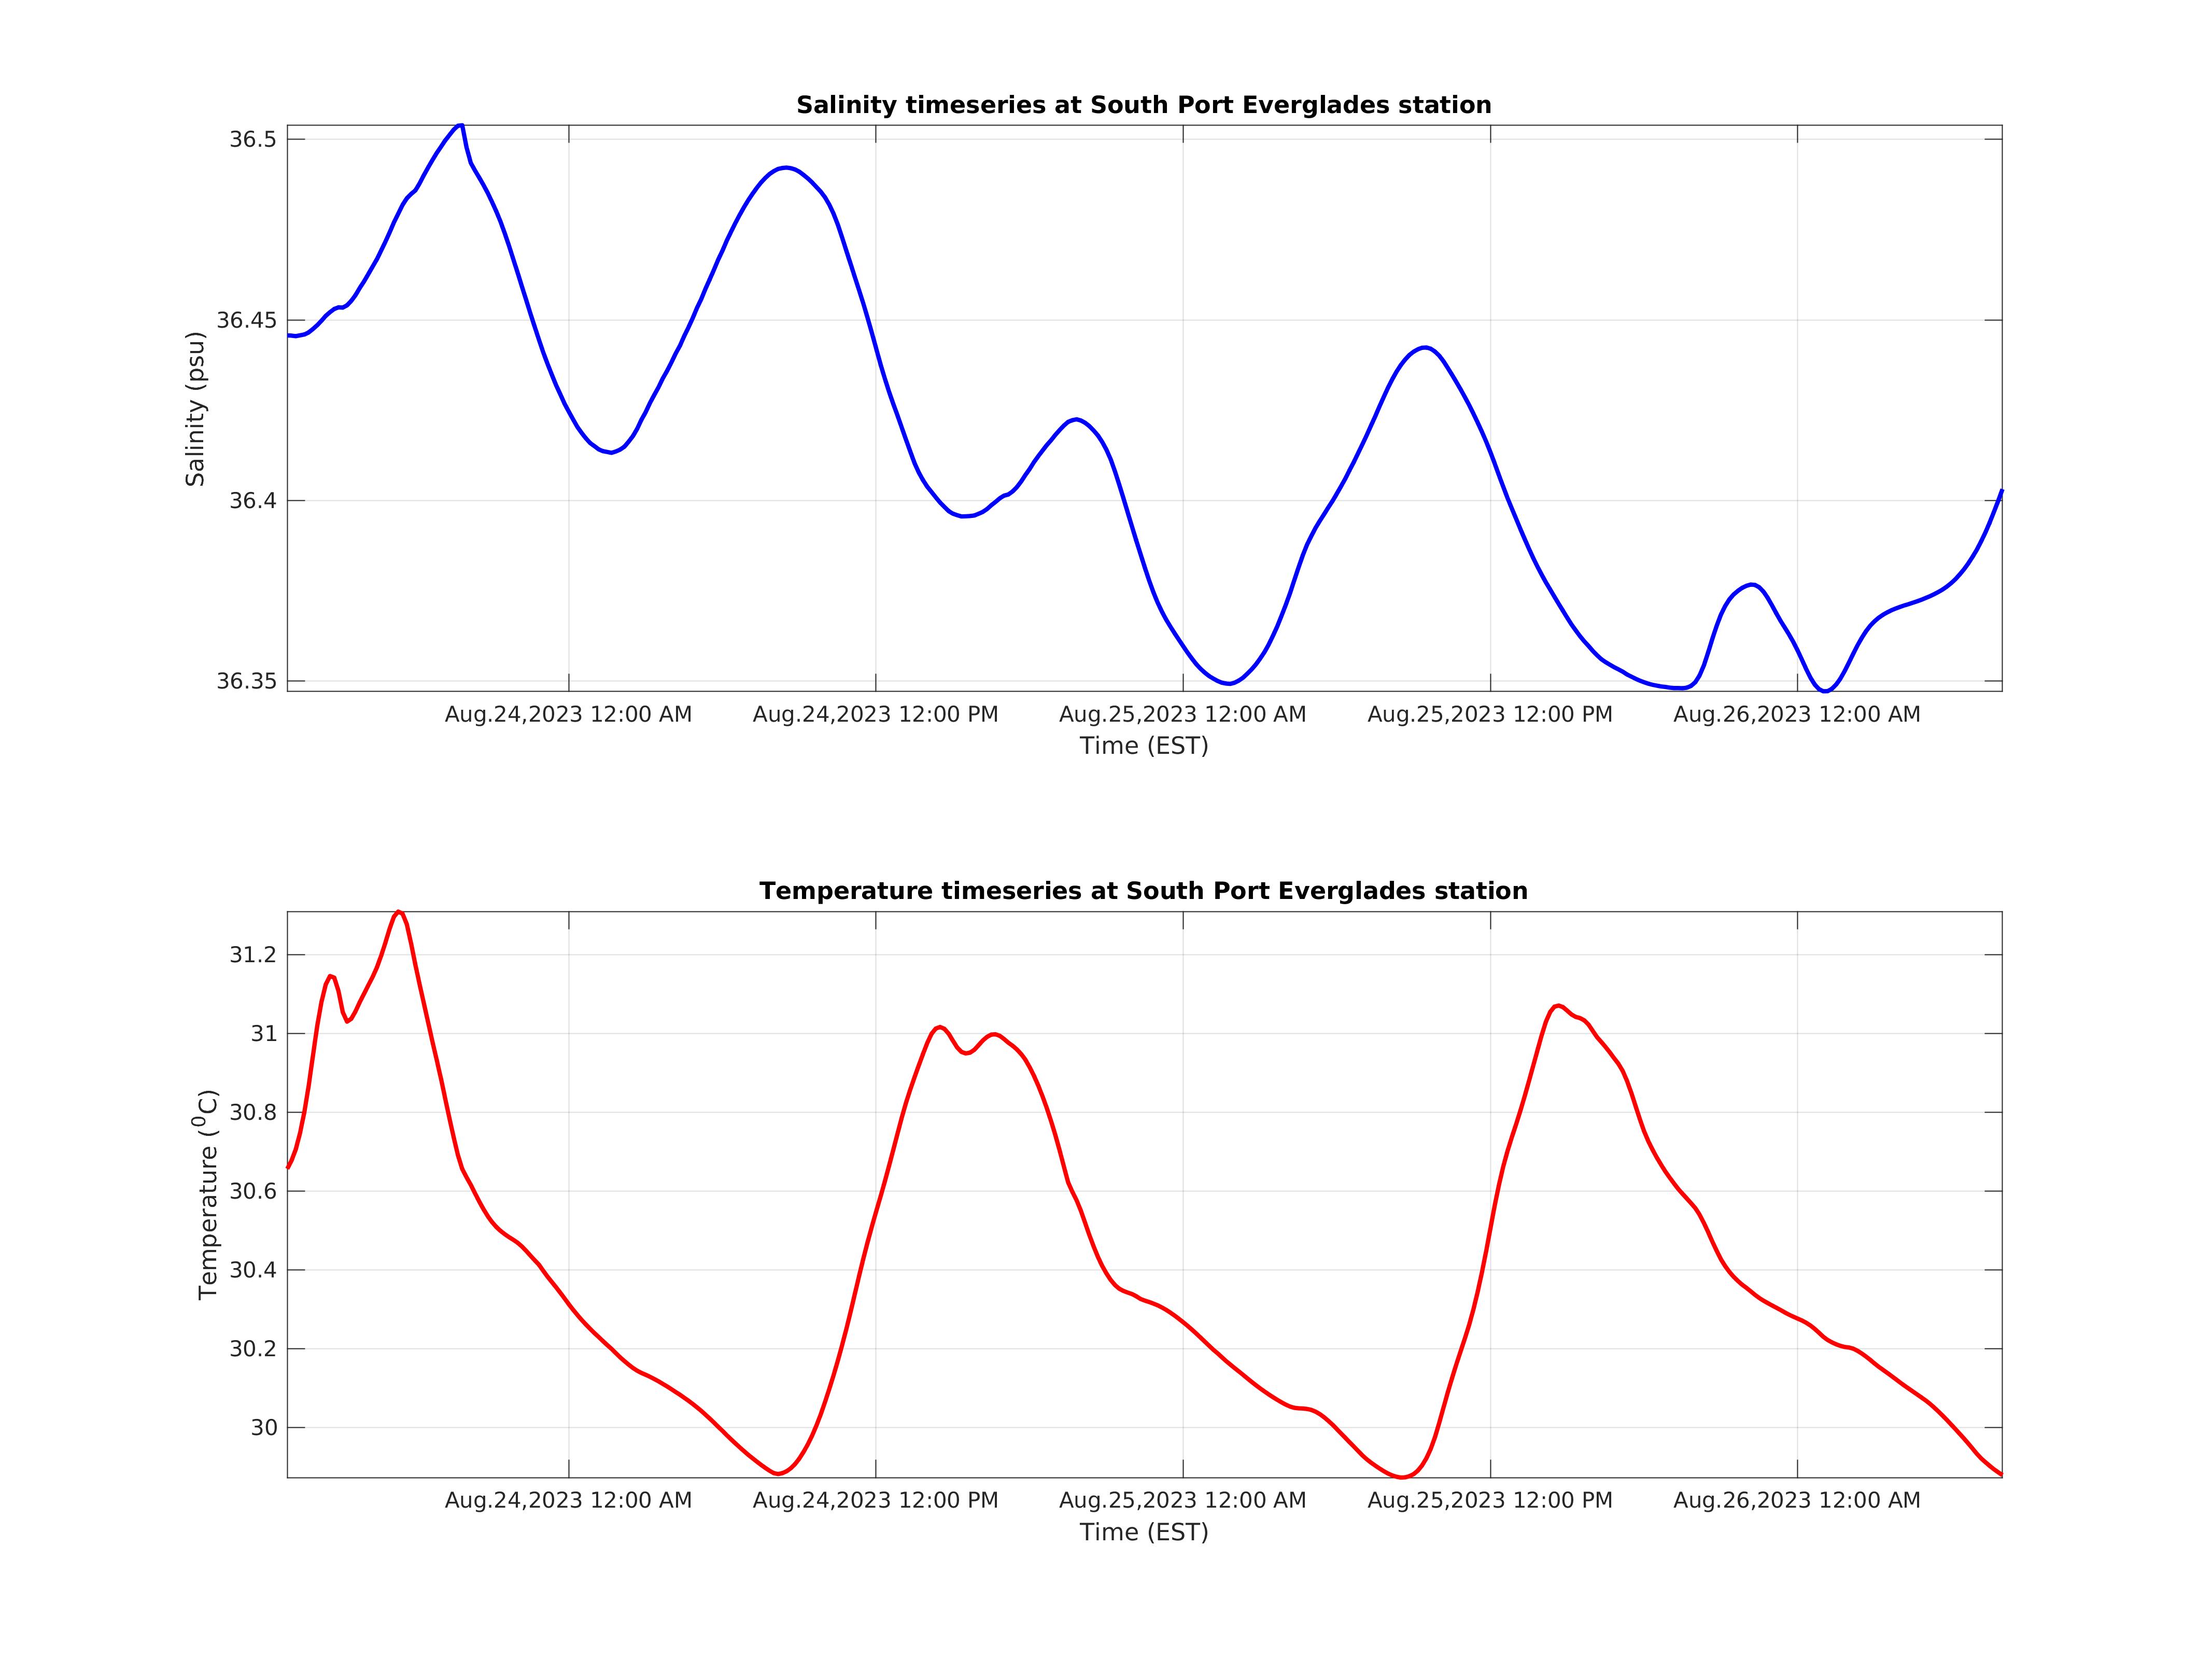 Salinity timeseries at South Port Everglades station
36.5
36.45
36.4
36.35
Salinity (psu)
Aug.24,2023 12:00 AM Aug.24,2023 12:00 PM Aug.25,2023 12:00 AM Aug.25,2023 12:00 PM Aug.26,2023 12:00 AM
Time (EST)
Temperature timeseries at South Port Everglades station
31.2
31
30.8
30.6
30.4
30.2
30
Temperature (⁰C)
Aug.24,2023 12:00 AM Aug.24,2023 12:00 PM Aug.25,2023 12:00 AM Aug.25,2023 12:00 PM Aug.26,2023 12:00 AM
Time (EST)